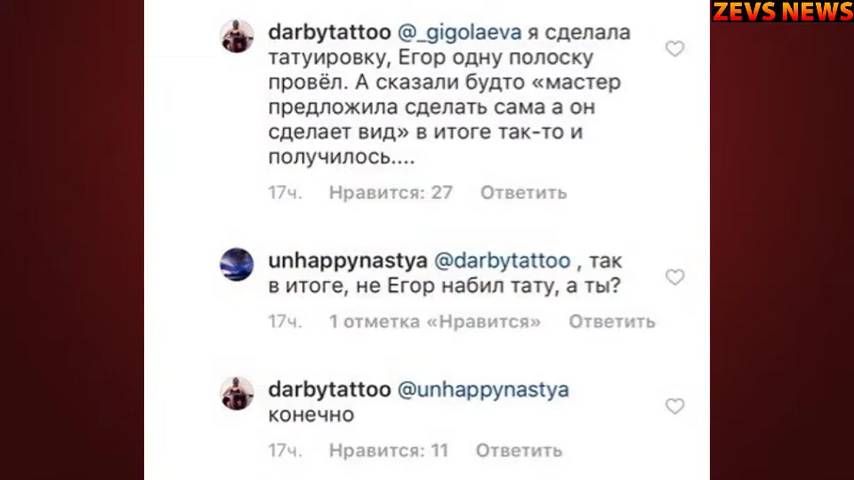 ZEVS NEWS
darbytattoo @_gigolaeva я сделала
татуировку, Егор одну полоску
провёл. А сказали будто «мастер
предложила сделать сама а он
сделает вид» в итоге так-то и
получилось....
17ч. Нравится: 27 Ответить
unhappynastya @darbytattoo , так
в итоге, не Егор набил тату, а ты?
17ч. 1 отметка «Нравится» Ответить
darbytattoo @unhappynastya
конечно
17ч. Нравится: 11 Ответить